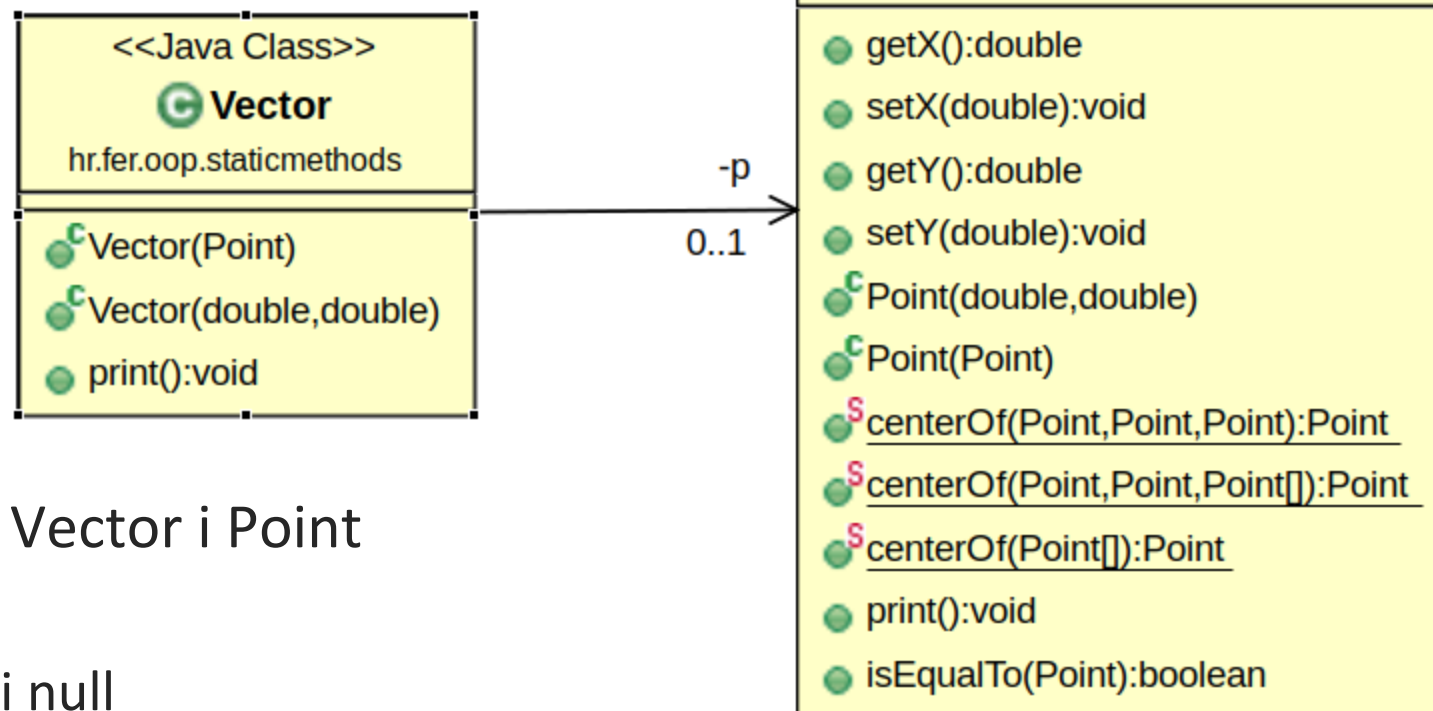 <<Java Class>>
C Vector
hr.fer.oop.staticmethods
C Vector(Point)
C Vector(double,double)
print():void
-p
0..1
getX():double
setX(double):void
getY():double
setY(double):void
C Point(double,double)
C Point(Point)
S centerOf(Point,Point,Point):Point
S centerOf(Point,Point,Point[]):Point
S centerOf(Point[]):Point
print():void
isEqualTo(Point):boolean
Vector i Point
i null